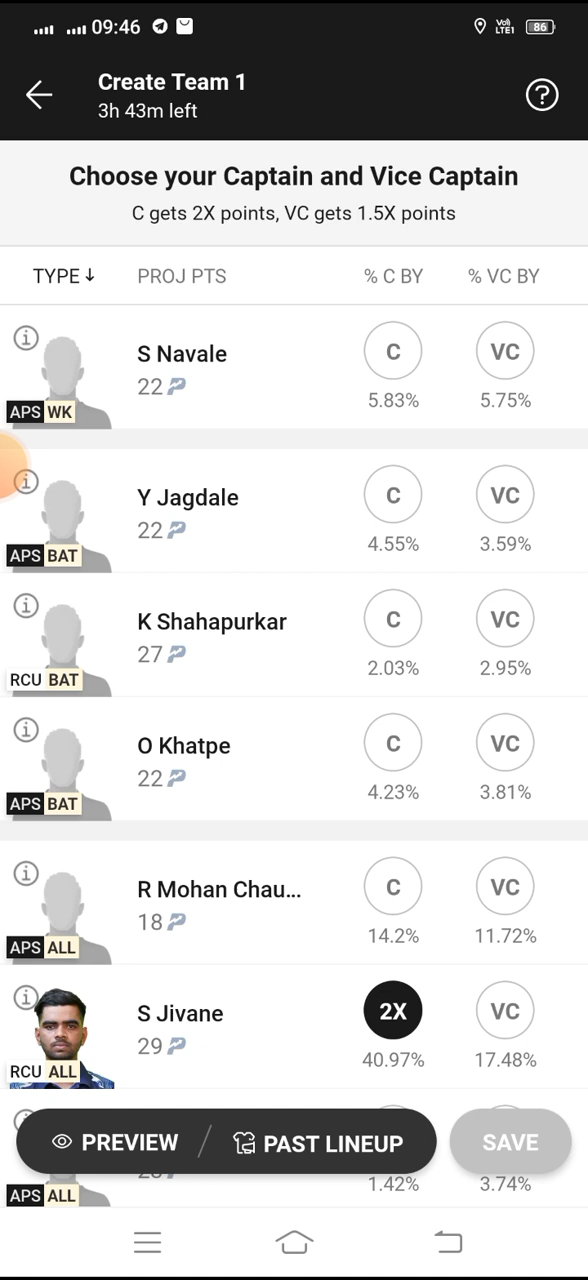 09:46
VoI) LTE1
86
Create Team 1
3h 43m left
Choose your Captain and Vice Captain
C gets 2X points, VC gets 1.5X points
TYPE↓ PROJ PTS % C BY % VC BY
S Navale
C VC
22
APS WK
5.83% 5.75%
Y Jagdale
C VC
22
APS BAT
4.55% 3.59%
K Shahapurkar
C VC
27
RCU BAT
2.03% 2.95%
O Khatpe
C VC
22
APS BAT
4.23% 3.81%
R Mohan Chau...
C VC
18
APS ALL
14.2% 11.72%
S Jivane
2X VC
29
RCU ALL
40.97% 17.48%
PREVIEW PAST LINEUP SAVE
APS ALL
1.42% 3.74%